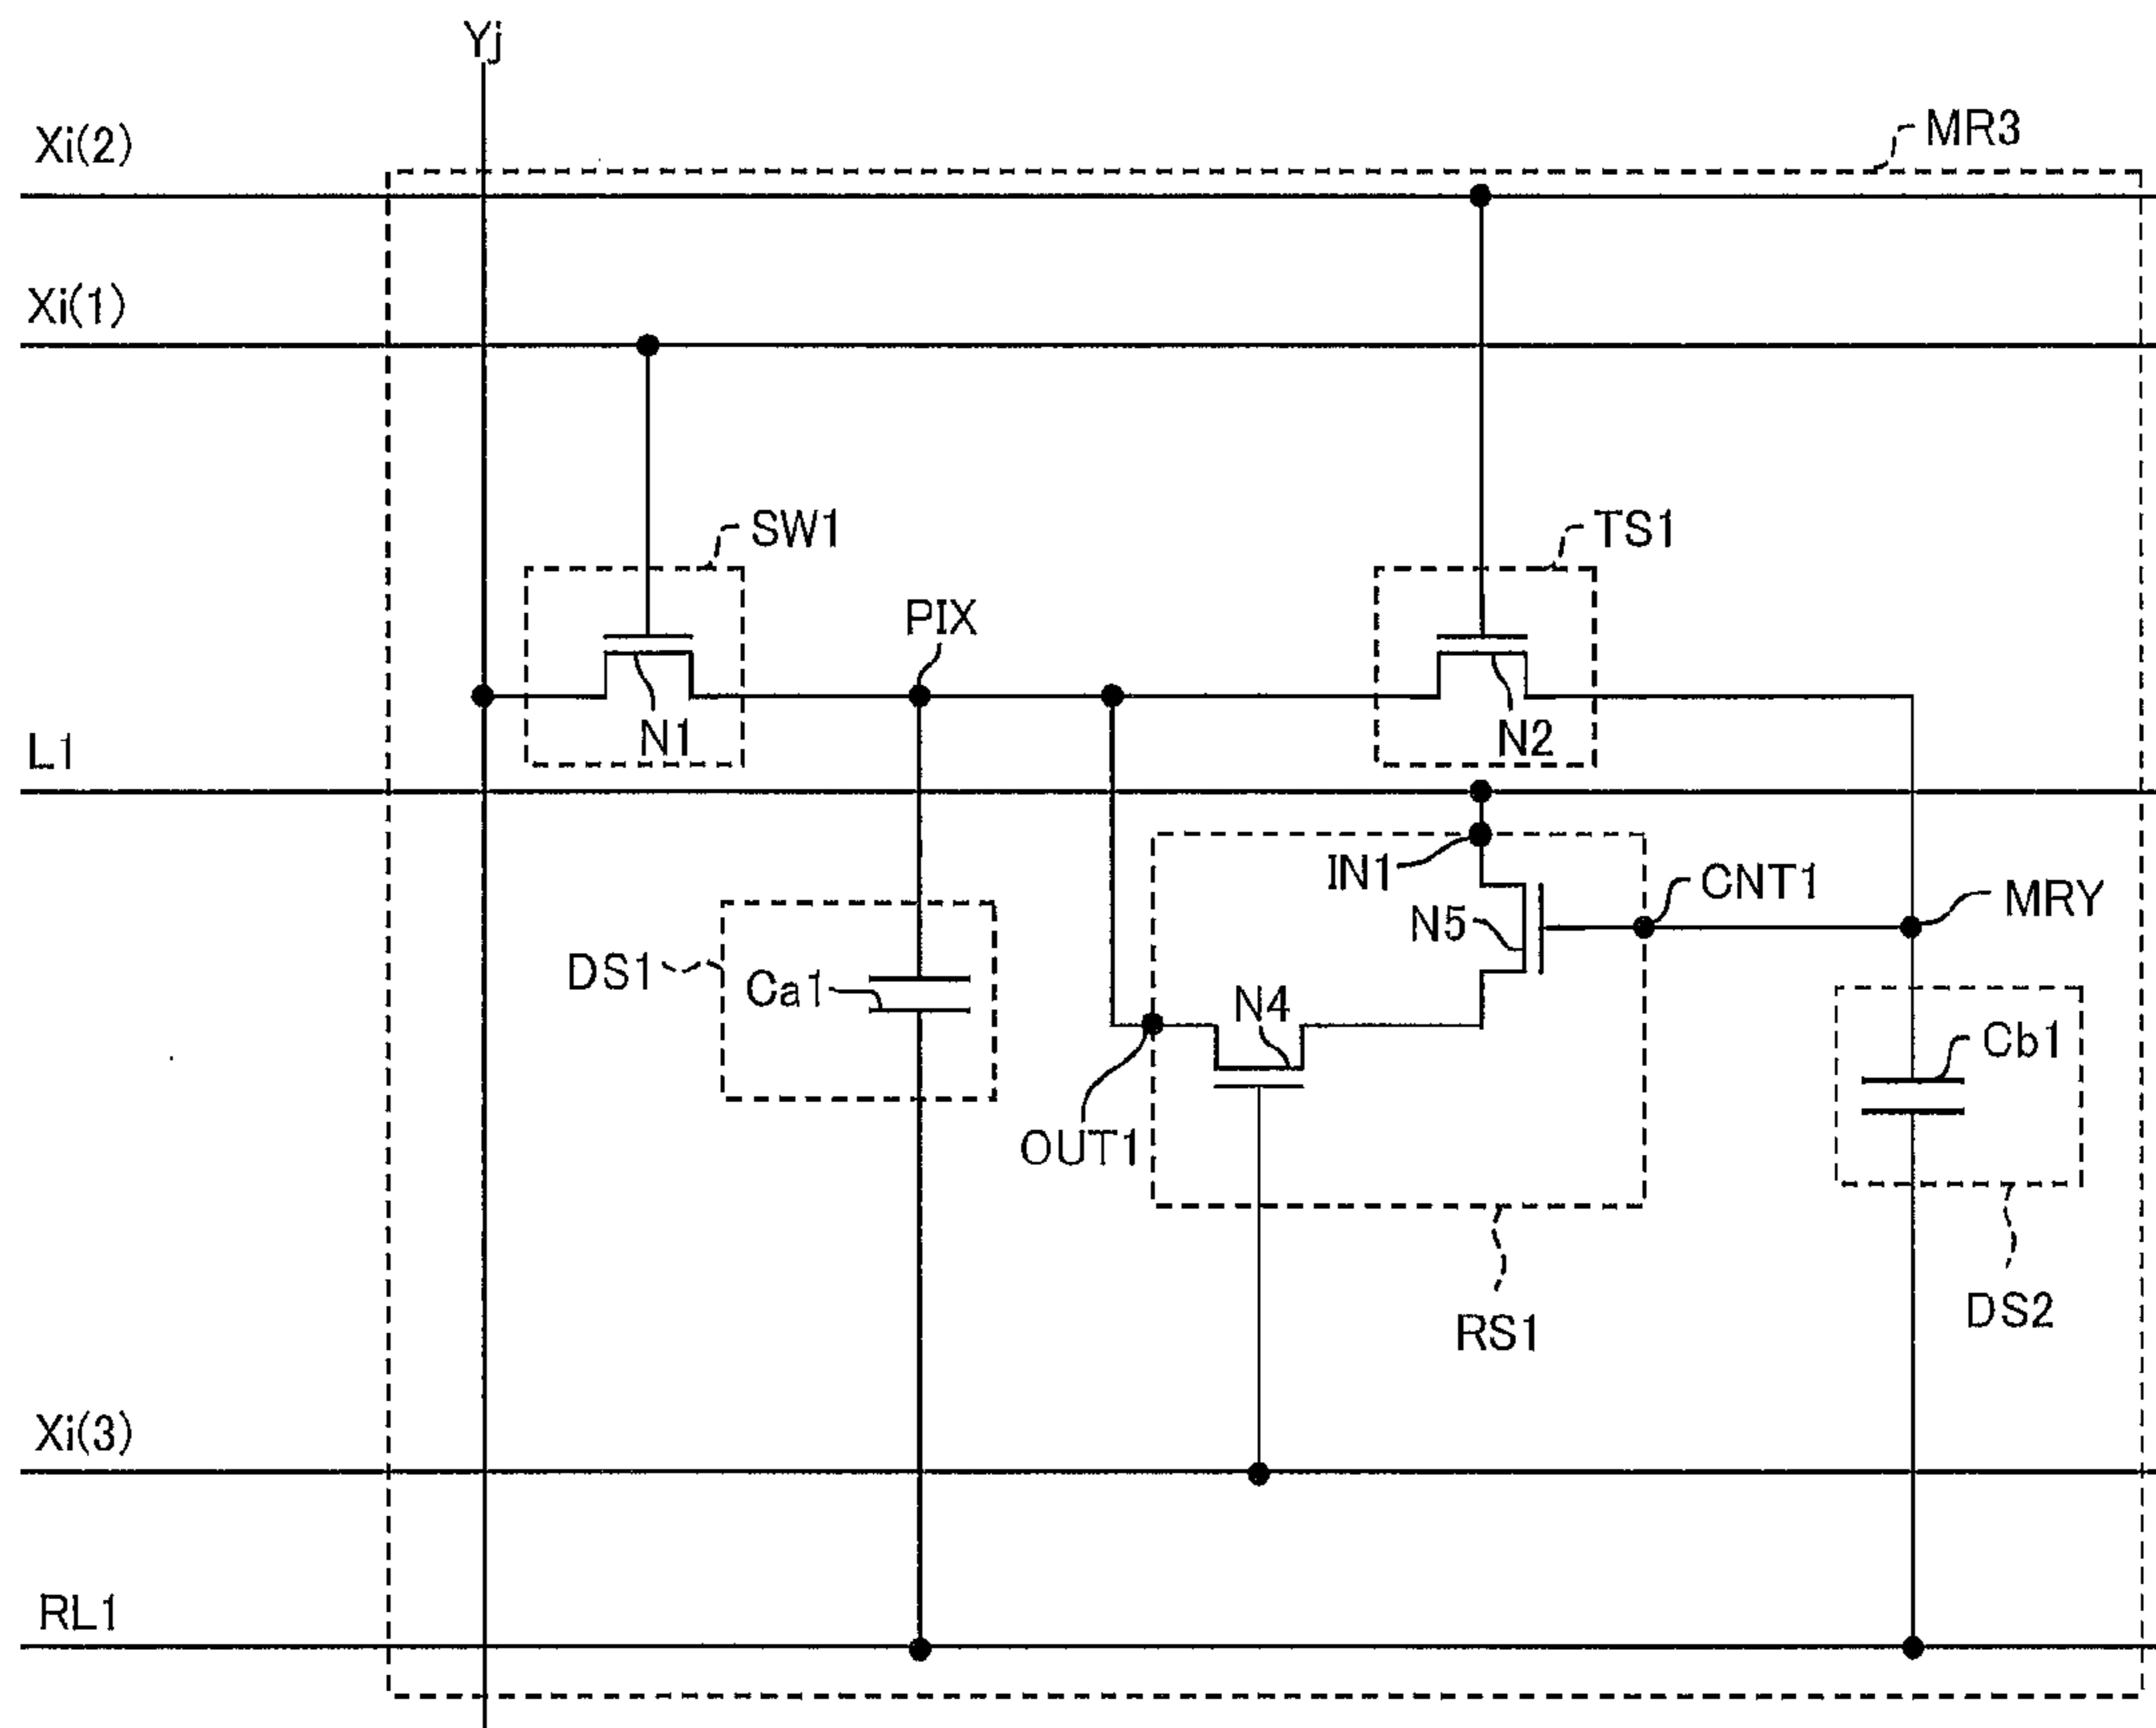 Yj
Xi(2)
MR3
Xi(1)
SW1
TS1
PIX
N1
N2
L1
IN1
CNT1
MRY
N5
DS1
Ca1
N4
Cb1
OUT1
DS2
RS1
Xi(3)
RL1